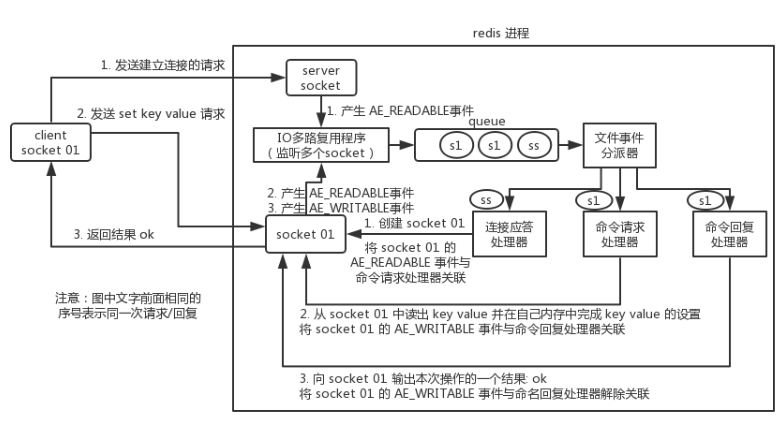 redis 进程
1. 发送建立连接的请求
server
socket
2. 发送 set key value 请求
1. 产生 AE_READABLE事件
queue
client
socket 01
IO多路复用程序
（监听多个socket）
s1
s1
ss
文件事件
分派器
2. 产生 AE_READABLE事件
3. 产生 AE_WRITABLE事件
ss
s1
s1
3. 返回结果 ok
socket 01
1. 创建 socket 01
将 socket 01 的
AE_READABLE 事件与
命令请求处理器关联
连接应答
处理器
命令请求
处理器
命令回复
处理器
注意：图中文字前面相同的
序号表示同一次请求/回复
2. 从 socket 01 中读出 key value 并在自己内存中完成 key value 的设置
将 socket 01 的 AE_WRITABLE 事件与命令回复处理器关联
3. 向 socket 01 输出本次操作的一个结果: ok
将 socket 01 的 AE_WRITABLE 事件与命名回复处理器解除关联